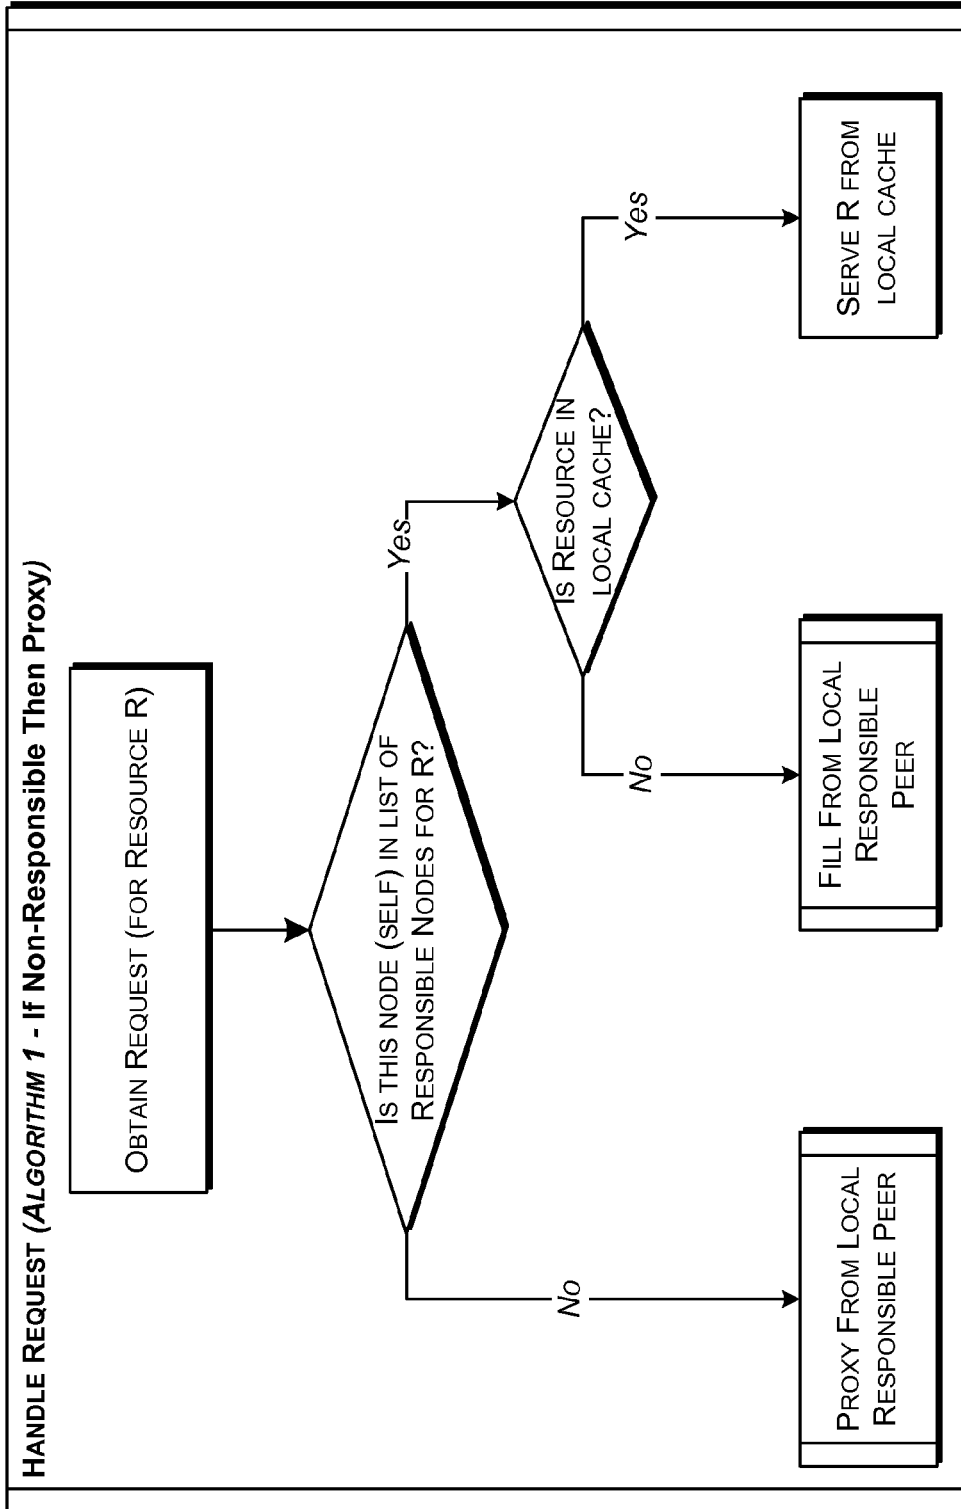 HANDLE REQUEST (ALGORITHM 1 - If Non-Responsible Then Proxy)
OBTAIN REQUEST (FOR RESOURCE R)
IS THIS NODE (SELF) IN LIST OF
RESPONSIBLE NODES FOR R?
No
Yes
IS RESOURCE IN
LOCAL CACHE?
No
Yes
PROXY FROM LOCAL
RESPONSIBLE PEER
FILL FROM LOCAL
RESPONSIBLE
PEER
SERVE R FROM
LOCAL CACHE